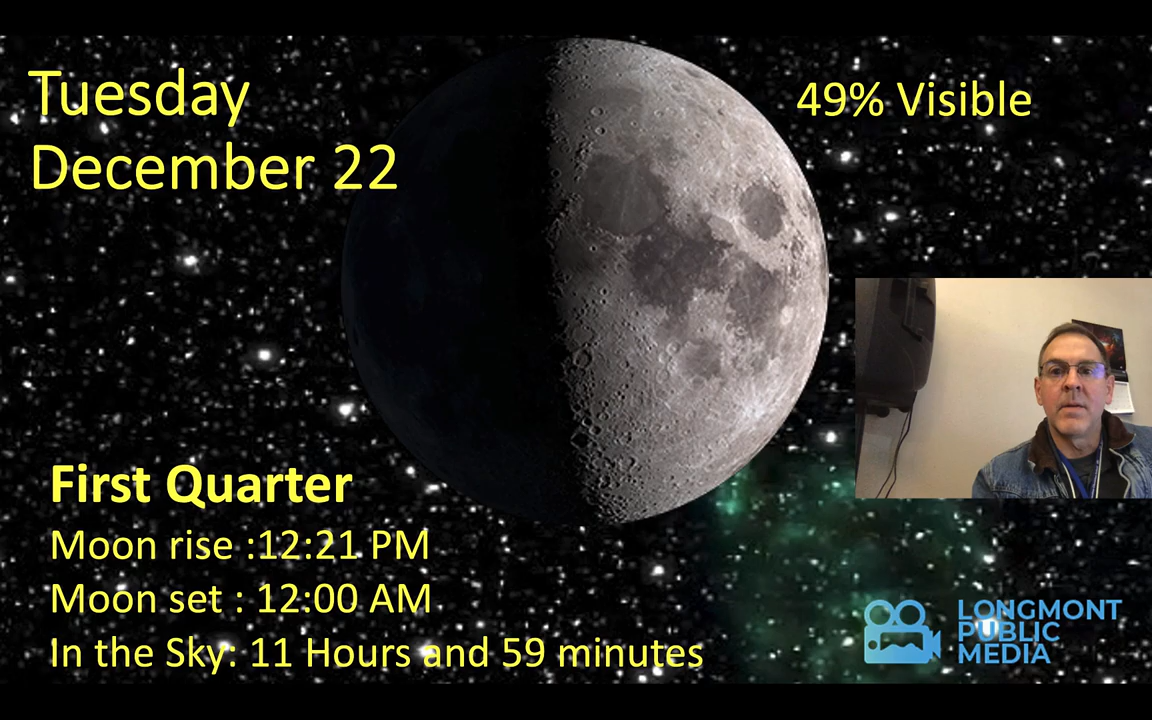 Tuesday
December 22
49% Visible
First Quarter
Moon rise :12:21 PM
Moon set : 12:00 AM
In the Sky: 11 Hours and 59 minutes
LONGMONT
PUBLIC
MEDIA